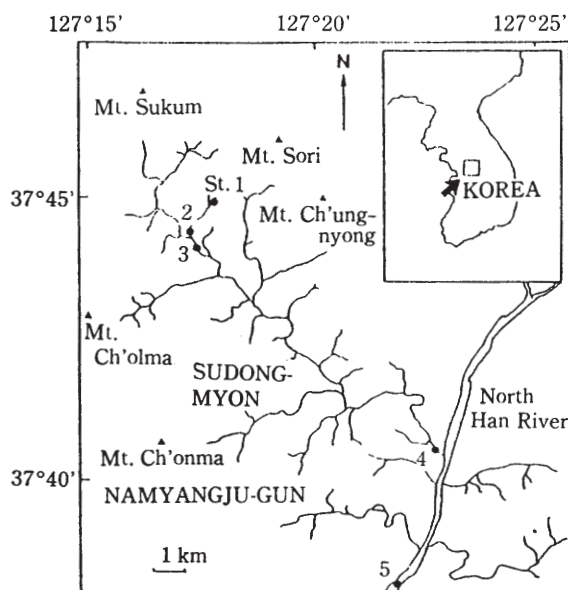 127°15'
127°20'
127°25'
N
Mt. Sukum
Mt. Sori
St. 1
37°45'
Mt. Ch'ung-
nyong
KOREA
2
3
Mt.
Ch'olma
SUDONG-
MYON
North
Han River
Mt. Ch'onma
4
37°40'
NAMYANGJU-GUN
1 km
5